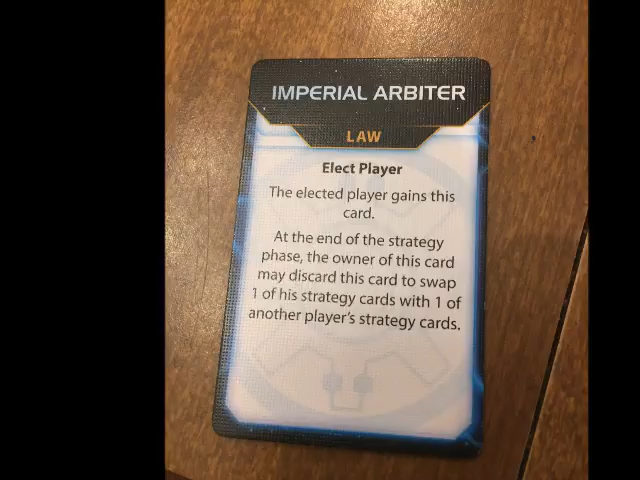 IMPERIAL ARBITER
LAW
Elect Player
The elected player gains this
card.
At the end of the strategy
phase, the owner of this card
may discard this card to swap
1 of his strategy cards with 1 of
another player's strategy cards.